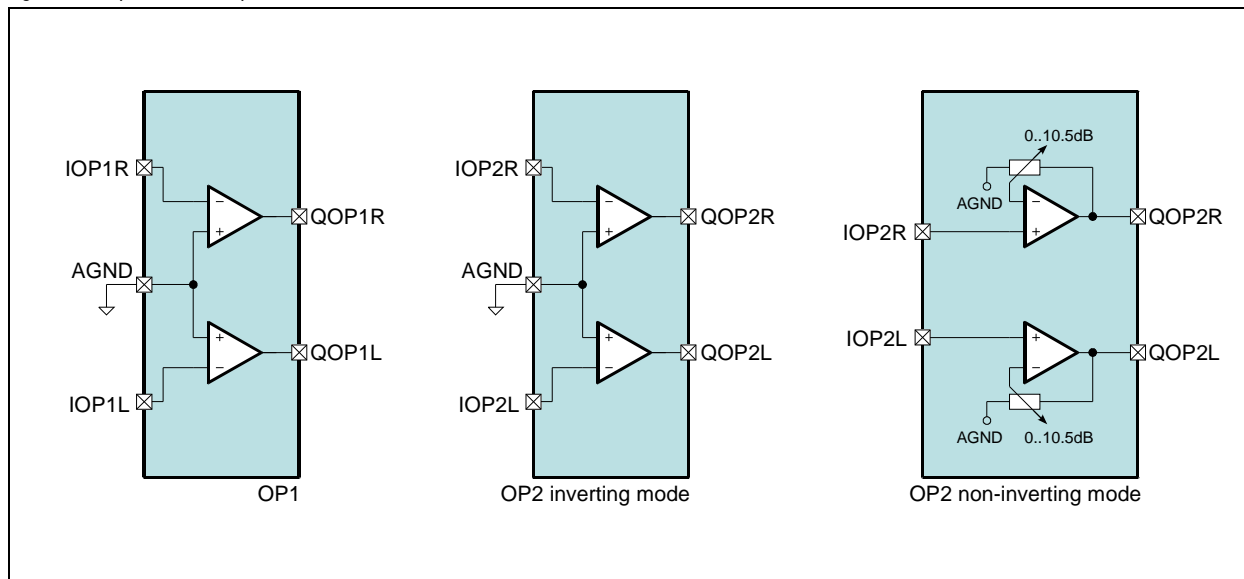 IOP1R
−
+
QOP1R
AGND
+
−
QOP1L
IOP1L
OP1
IOP2R
−
+
QOP2R
AGND
+
−
QOP2L
IOP2L
OP2 inverting mode
0..10.5dB
AGND
−
+
QOP2R
IOP2R
IOP2L
+
−
QOP2L
AGND
0..10.5dB
OP2 non-inverting mode